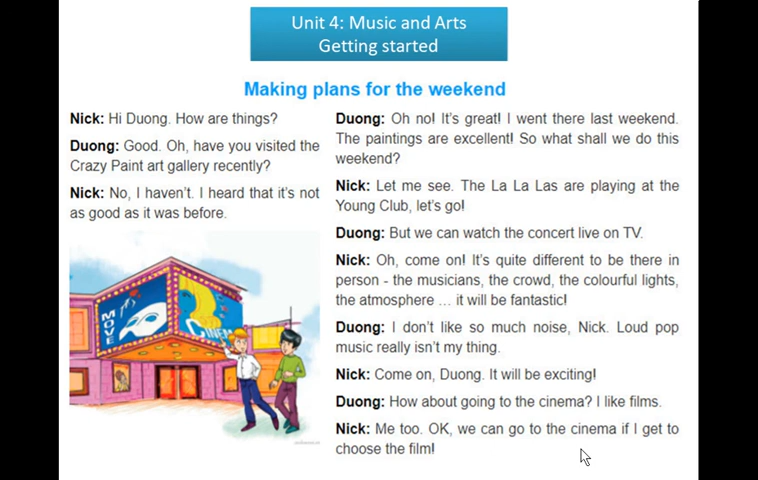 Unit 4: Music and Arts
Getting started
Making plans for the weekend
Nick: Hi Duong. How are things?
Duong: Good. Oh, have you visited the
Crazy Paint art gallery recently?
Nick: No, I haven't. I heard that it's not
as good as it was before.
MOVE
CINEM
Duong: Oh no! It's great! I went there last weekend.
The paintings are excellent! So what shall we do this
weekend?
Nick: Let me see. The La La Las are playing at the
Young Club, let's go!
Duong: But we can watch the concert live on TV.
Nick: Oh, come on! It's quite different to be there in
person - the musicians, the crowd, the colourful lights,
the atmosphere ... it will be fantastic!
Duong: I don't like so much noise, Nick. Loud pop
music really isn't my thing.
Nick: Come on, Duong. It will be exciting!
Duong: How about going to the cinema? I like films.
Nick: Me too. OK, we can go to the cinema if I get to
choose the film!